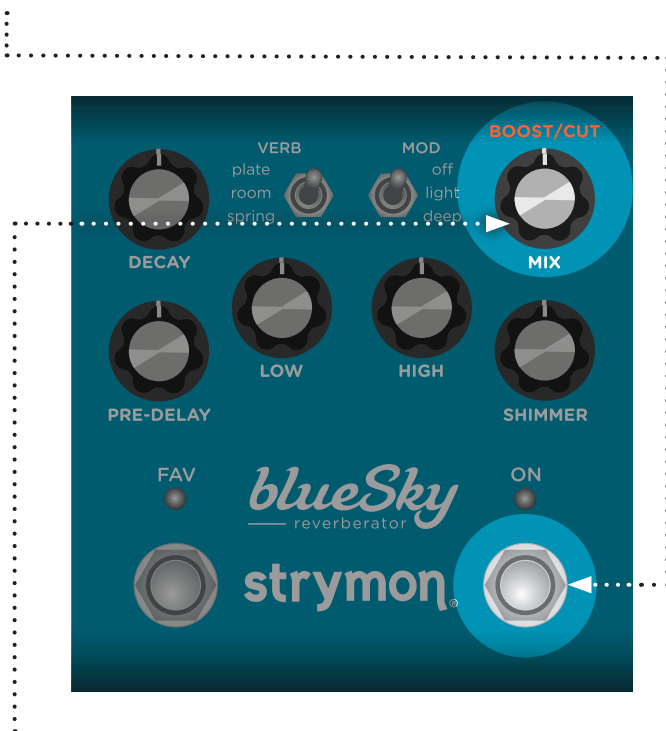 BOOST/CUT
VERB
MOD
plate
off
room
light
spring
deep
DECAY
MIX
LOW
HIGH
PRE-DELAY
SHIMMER
FAV
ON
blueSky
reverberator
strymon®